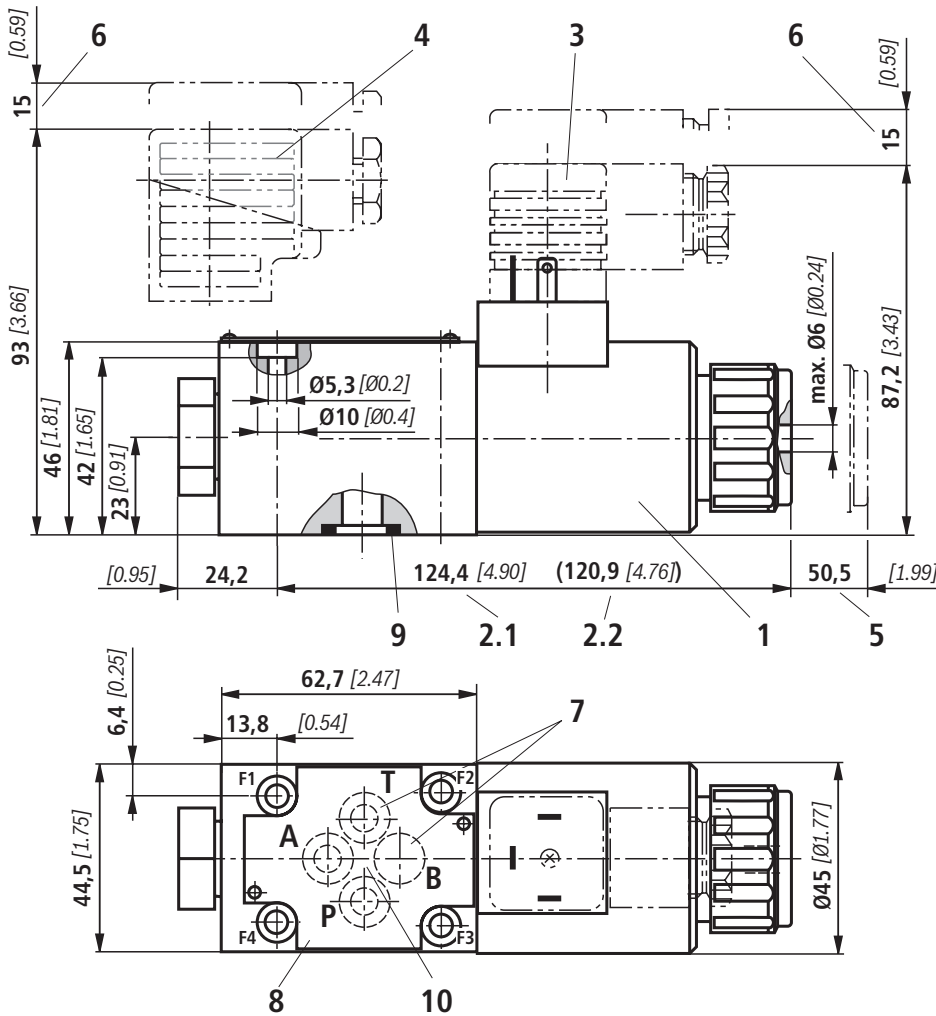 [0.59]
6
4
3
6
[0.59]
15
15
93 [3.66]
max. Ø6 [Ø0.24]
87,2 [3.43]
Ø5,3 [Ø0.2]
Ø10 [Ø0.4]
46 [1.81]
42 [1.65]
23 [0.91]
[0.95]
24,2
124,4 [4.90]
(120,9 [4.76])
50,5
[1.99]
9
2.1
2.2
1
5
6,4 [0.25]
62,7 [2.47]
13,8
[0.54]
7
F1
T
F2
A
B
P
F4
F3
44,5 [1.75]
Ø45 [Ø1.77]
8
10